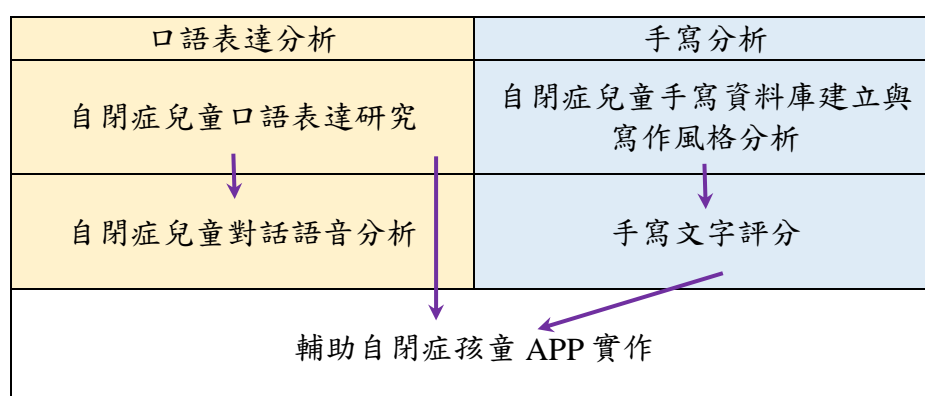 口語表達分析
手寫分析
自閉症兒童口語表達研究
自閉症兒童手寫資料庫建立與
寫作風格分析
自閉症兒童對話語音分析
手寫文字評分
輔助自閉症孩童 APP 實作